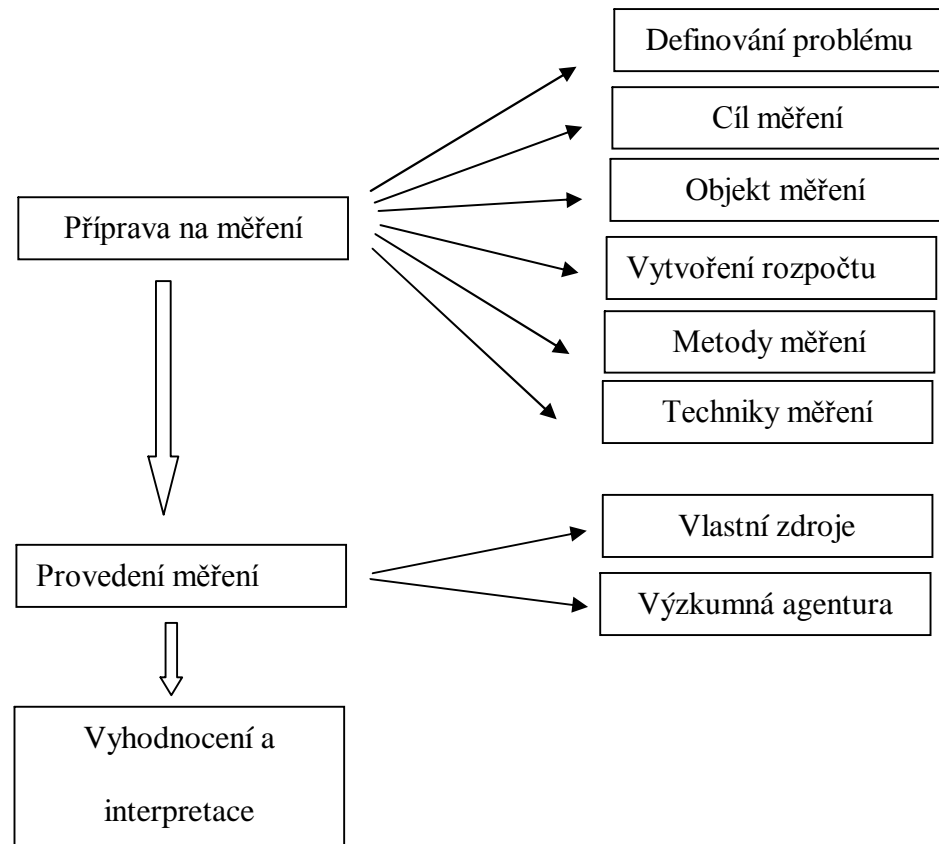 Definování problému
Cíl měření
Objekt měření
Příprava na měření
Vytvoření rozpočtu
Metody měření
Techniky měření
Vlastní zdroje
Provedení měření
Výzkumná agentura
Vyhodnocení a
interpretace